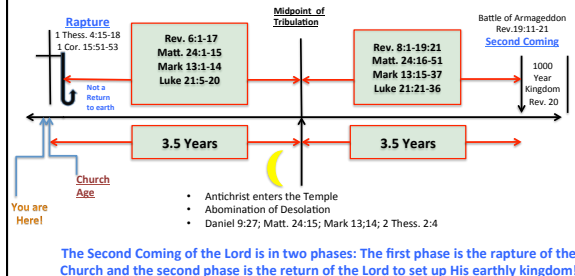 Rapture
1 Thess. 4:15-18
1 Cor. 15:51-53
Not a
Return
to earth
Rev. 6:1-17
Matt. 24:1-15
Mark 13:1-14
Luke 21:5-20
Midpoint of
Tribulation
Rev. 8:1-19:21
Matt. 24:16-51
Mark 13:15-37
Luke 21:21-36
Battle of Armageddon
Rev.19:11-21
Second Coming
1000
Year
Kingdom
Rev. 20
3.5 Years
3.5 Years
Church
Age
You are
Here!
• Antichrist enters the Temple
• Abomination of Desolation
• Daniel 9:27; Matt. 24:15; Mark 13;14; 2 Thess. 2:4
The Second Coming of the Lord is in two phases: The first phase is the rapture of the
Church and the second phase is the return of the Lord to set up His earthly kingdom!